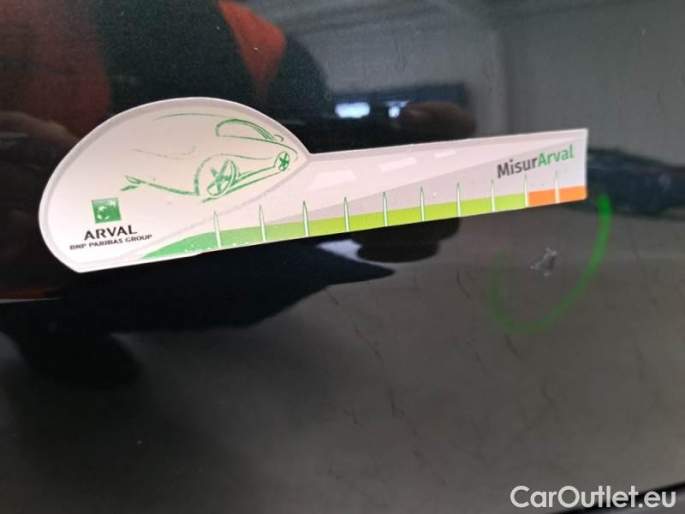 MisurArval
ARVAL
BNP PARIBAS GROUP
CarOutlet.eu